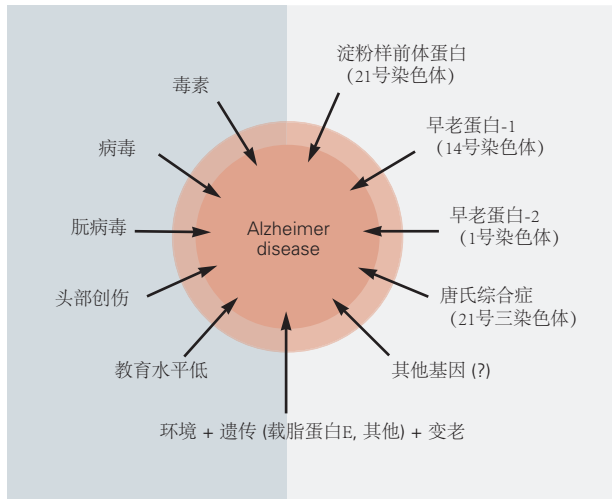 淀粉样前体蛋白
(21号染色体)
毒素
早老蛋白-1
(14号染色体)
病毒
早老蛋白-2
(1号染色体)
朊病毒
Alzheimer
disease
头部创伤
唐氏综合症
(21号三染色体)
教育水平低
其他基因 (?)
环境 + 遗传 (载脂蛋白E, 其他) + 变老